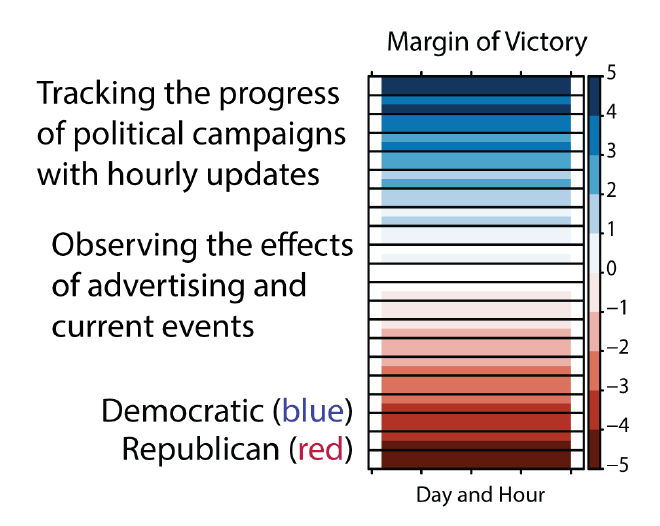 Margin of Victory
Tracking the progress
of political campaigns
with hourly updates
Observing the effects
of advertising and
current events
Democratic (blue)
Republican (red)
5
4
3
2
1
0
−1
−2
−3
−4
−5
Day and Hour